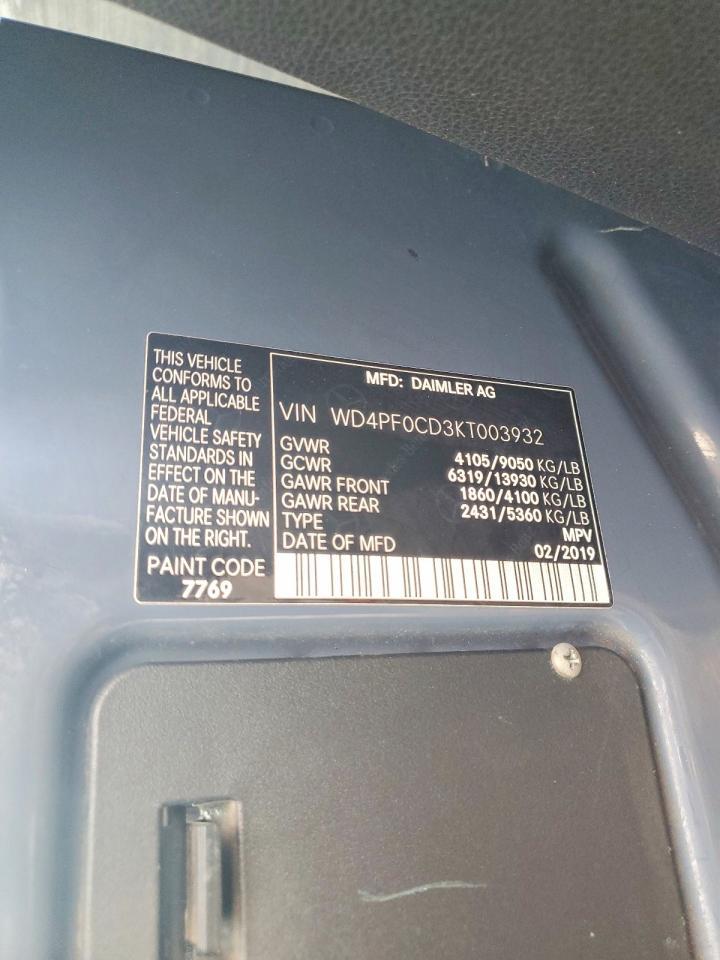 THIS VEHICLE
CONFORMS TO
ALL APPLICABLE
FEDERAL
VEHICLE SAFETY
STANDARDS IN
EFFECT ON THE
DATE OF MANU-
FACTURE SHOWN
ON THE RIGHT.
PAINT CODE
7769
MFD: DAIMLER AG
VIN WD4PF0CD3KT003932
GVWR 4105/9050 KG/LB
GCWR 6319/13930 KG/LB
GAWR FRONT 1860/4100 KG/LB
GAWR REAR 2431/5360 KG/LB
TYPE MPV
DATE OF MFD 02/2019